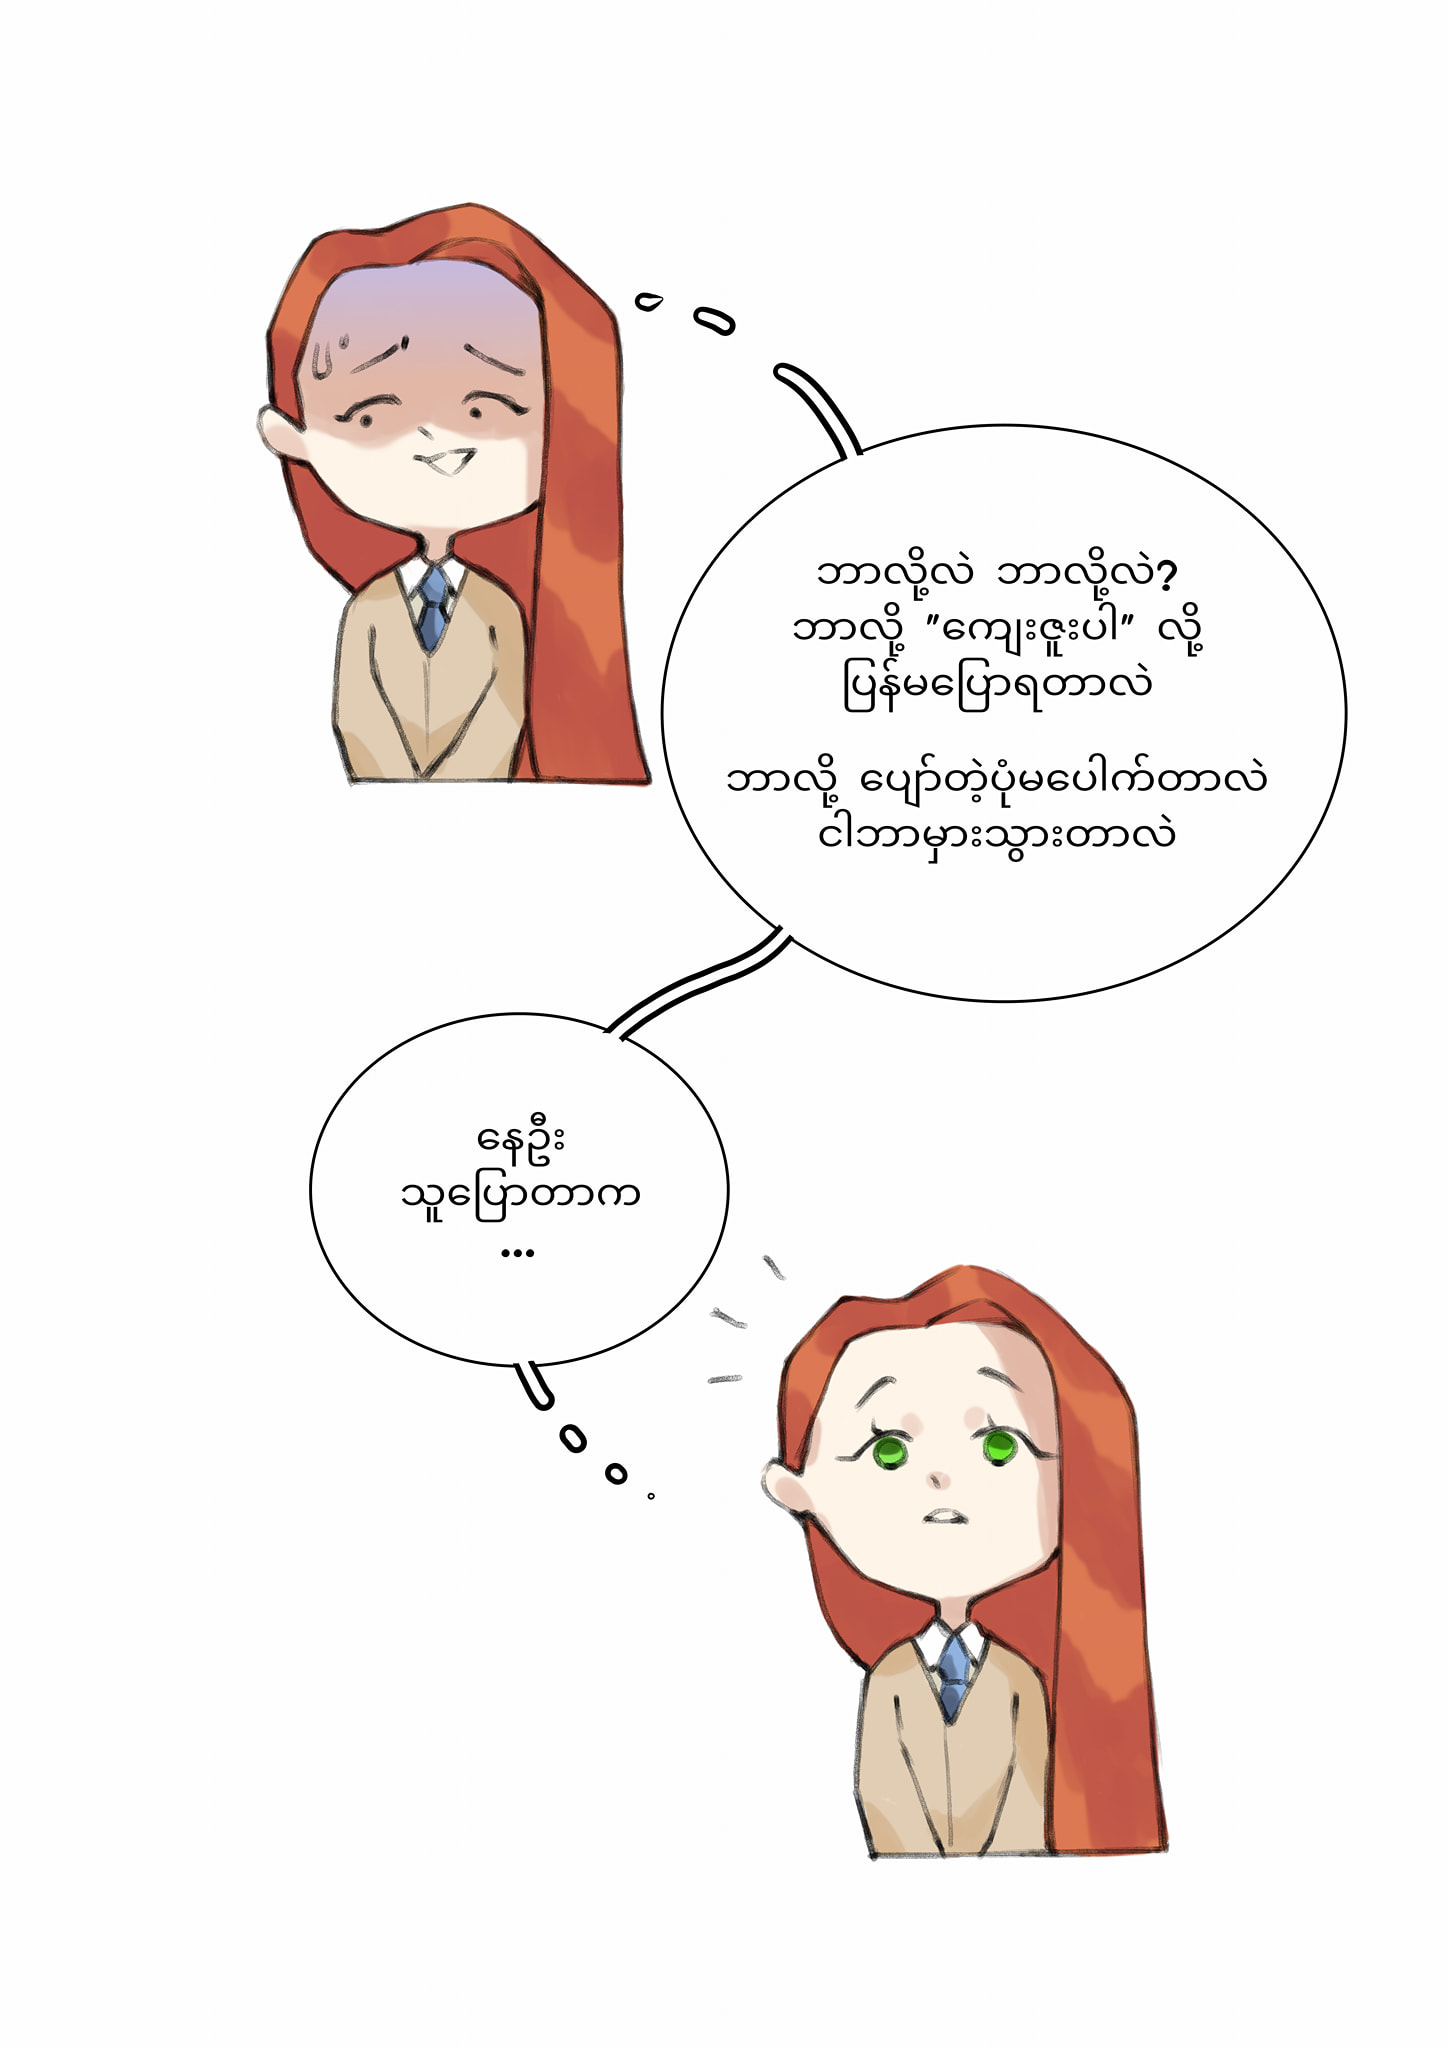 ဘာလို့လဲ ဘာလို့လဲ?
ဘာလို့ "ကျေးဇူးပါ" လို့
ပြန်မပြောရတာလဲ
ဘာလို့ ပျော်တဲ့ပုံမပေါက်တာလဲ
ငါဘာမှားသွားတာလဲ
နေဦး
သူပြောတာက
...